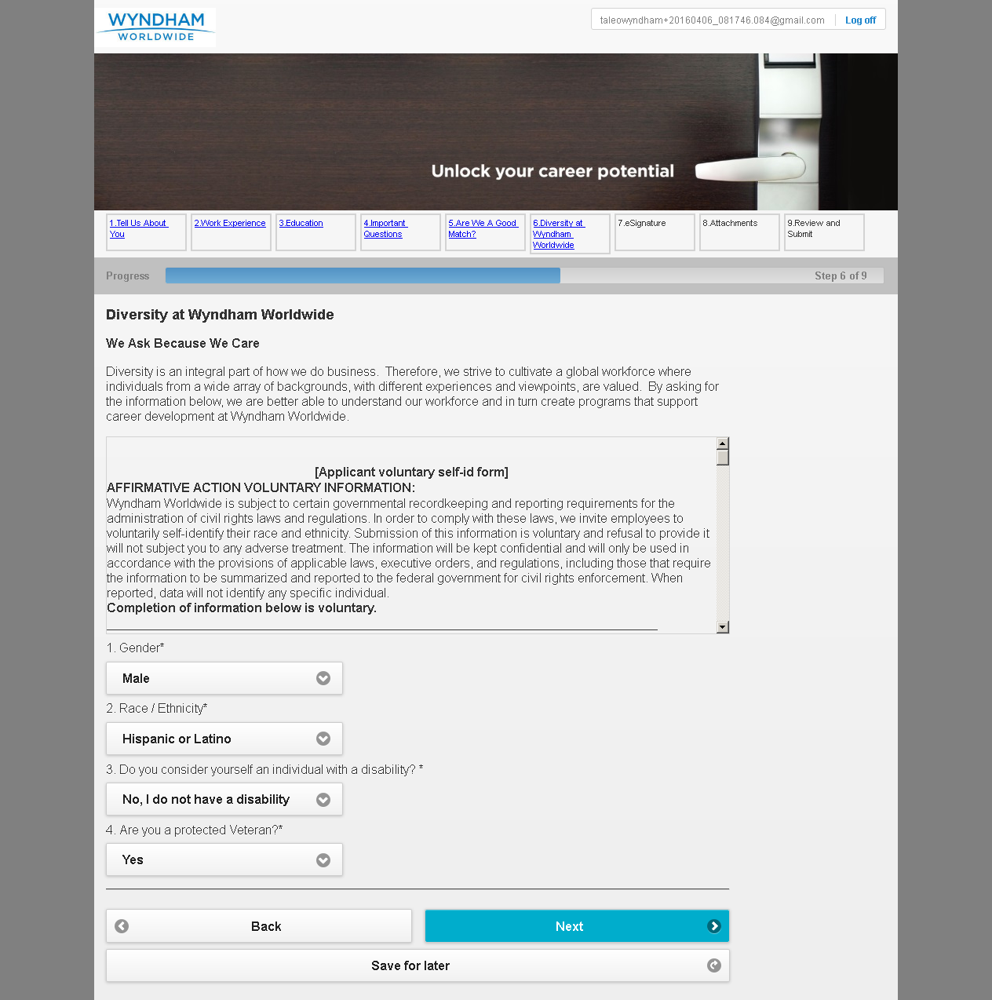 WYNDHAM
WORLDWIDE
taleowyndham+20160406_081746.084@gmail.com
Log off
Unlock your career potential
1.Tell Us About
You
2.Work Experience
3.Education
4.Important
Questions
5.Are We A Good
Match?
6.Diversity at
Wyndham
Worldwide
7.eSignature
8.Attachments
9.Review and
Submit
Progress
Step 6 of 9
Diversity at Wyndham Worldwide
We Ask Because We Care
Diversity is an integral part of how we do business.  Therefore, we strive to cultivate a global workforce where
individuals from a wide array of backgrounds, with different experiences and viewpoints, are valued.  By asking for
the information below, we are better able to understand our workforce and in turn create programs that support
career development at Wyndham Worldwide.
[Applicant voluntary self-id form]
AFFIRMATIVE ACTION VOLUNTARY INFORMATION:
Wyndham Worldwide is subject to certain governmental recordkeeping and reporting requirements for the
administration of civil rights laws and regulations. In order to comply with these laws, we invite employees to
voluntarily self-identify their race and ethnicity. Submission of this information is voluntary and refusal to provide it
will not subject you to any adverse treatment. The information will be kept confidential and will only be used in
accordance with the provisions of applicable laws, executive orders, and regulations, including those that require
the information to be summarized and reported to the federal government for civil rights enforcement. When
reported, data will not identify any specific individual.
Completion of information below is voluntary.
1. Gender*
Male
2. Race / Ethnicity*
Hispanic or Latino
3. Do you consider yourself an individual with a disability? *
No, I do not have a disability
4. Are you a protected Veteran?*
Yes
Back
Next
Save for later